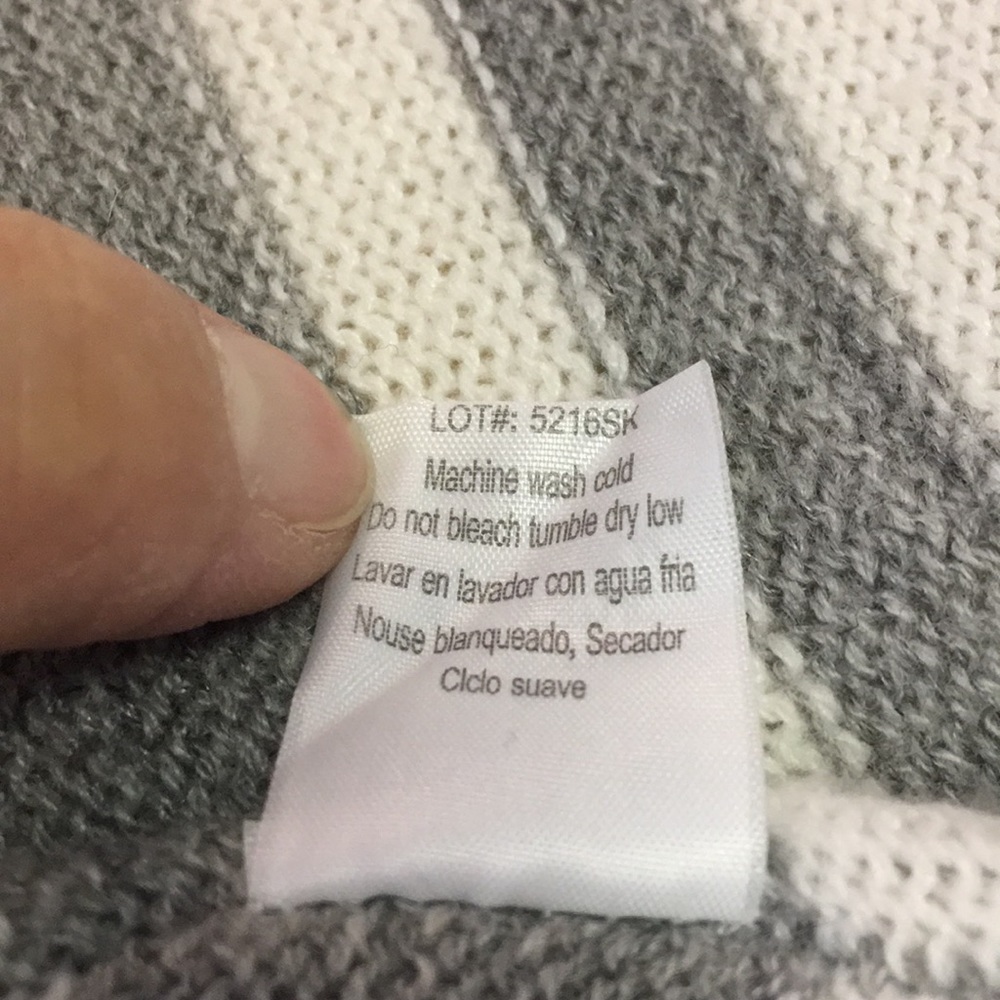 LOT#: 5216SK
Machine wash cold
Do not bleach tumble dry low
Lavar en lavador con agua fria
Nouse blanqueado, Secador
Ciclo suave